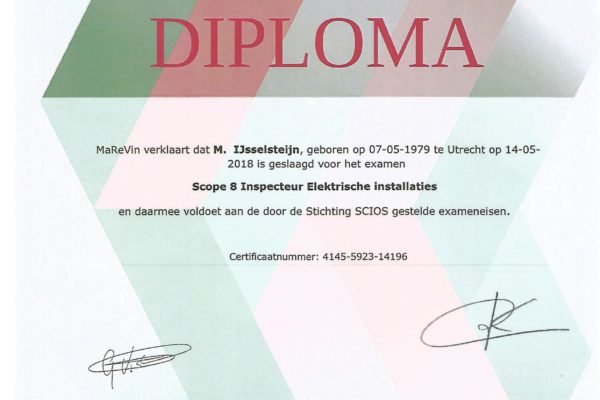 DIPLOMA
MaReVin verklaart dat M. IJsselsteijn, geboren op 07-05-1979 te Utrecht op 14-05-
2018 is geslaagd voor het examen
Scope 8 Inspecteur Elektrische installaties
en daarmee voldoet aan de door de Stichting SCIOS gestelde exameneisen.
Certificaatnummer: 4145-5923-14196